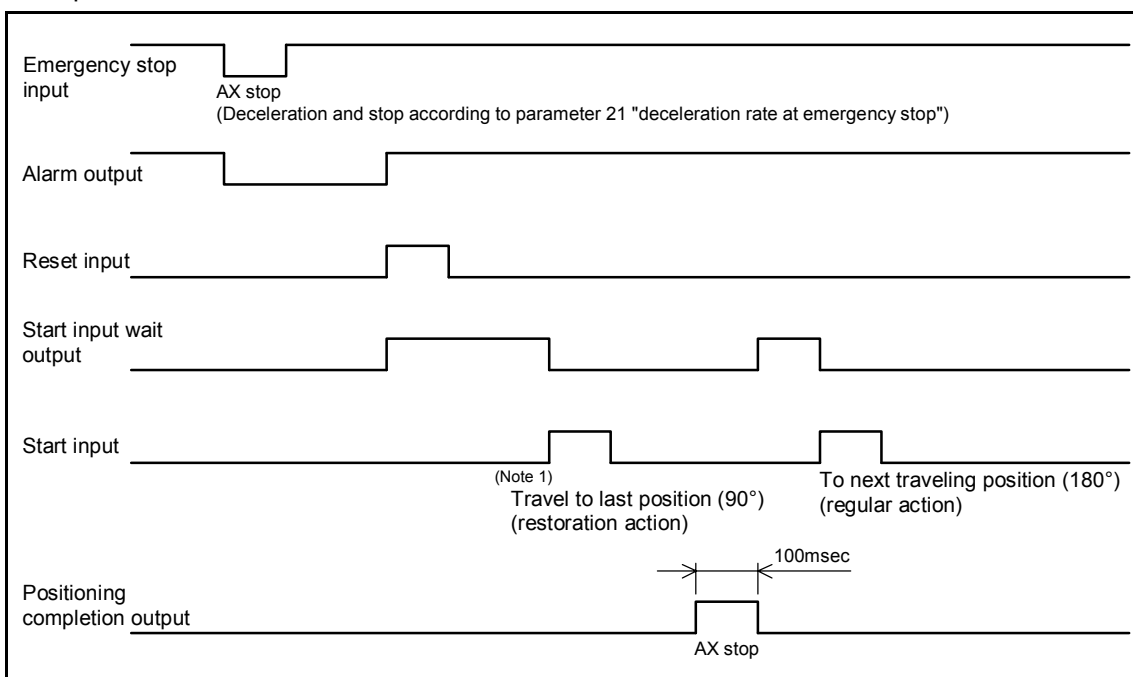 Emergency stop
input
AX stop
(Deceleration and stop according to parameter 21 "deceleration rate at emergency stop")
Alarm output
Reset input
Start input wait
output
Start input
(Note 1)
Travel to last position (90°)
(restoration action)
To next traveling position (180°)
(regular action)
100msec
Positioning
completion output
AX stop